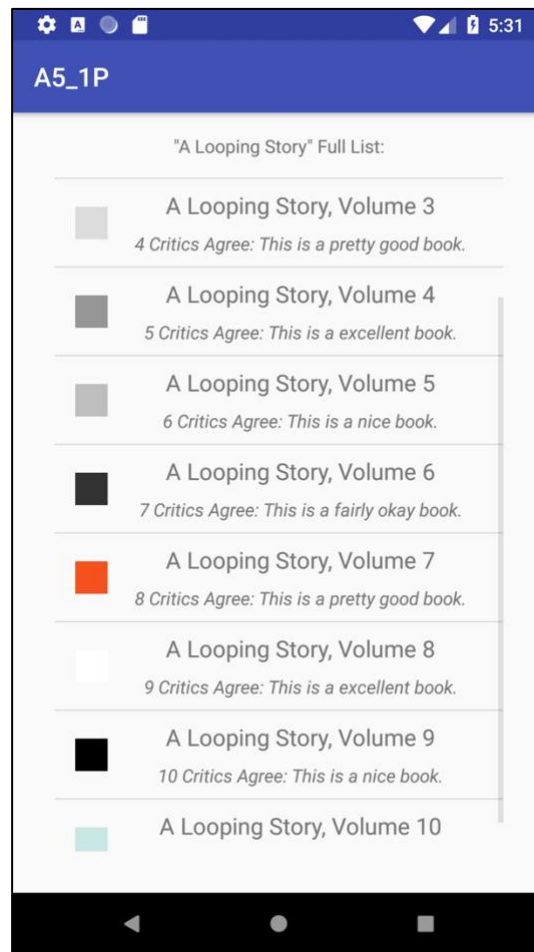 5:31
A5_1P
"A Looping Story" Full List:
A Looping Story, Volume 3
4 Critics Agree: This is a pretty good book.
A Looping Story, Volume 4
5 Critics Agree: This is a excellent book.
A Looping Story, Volume 5
6 Critics Agree: This is a nice book.
A Looping Story, Volume 6
7 Critics Agree: This is a fairly okay book.
A Looping Story, Volume 7
8 Critics Agree: This is a pretty good book.
A Looping Story, Volume 8
9 Critics Agree: This is a excellent book.
A Looping Story, Volume 9
10 Critics Agree: This is a nice book.
A Looping Story, Volume 10